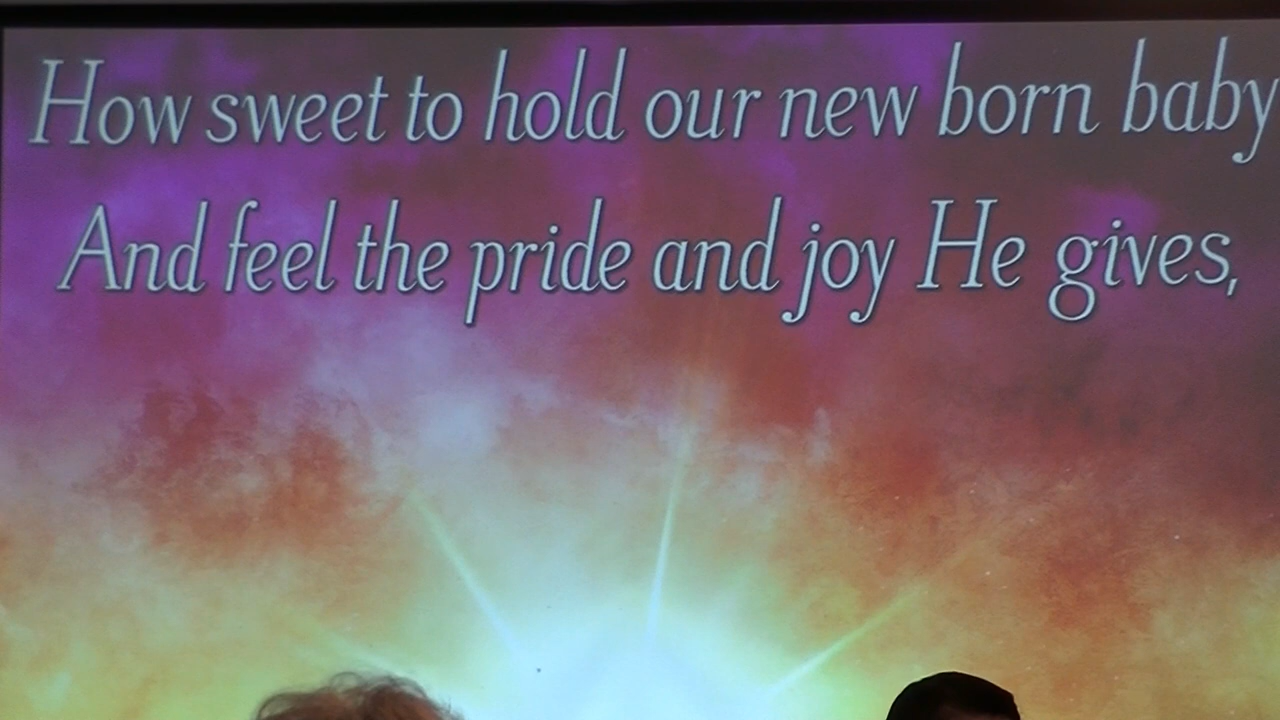 How sweet to hold our new born baby
And feel the pride and joy He gives,